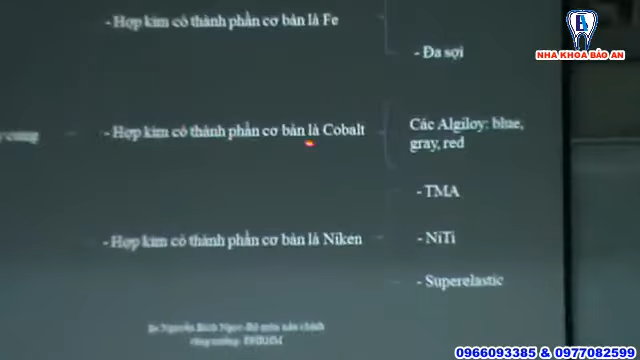 - Hợp kim có thành phần cơ bản là Fe
- Đa sợi
- Hợp kim có thành phần cơ bản là Cobalt
Các Algiloy: blue,
gray, red
- TMA
- Hợp kim có thành phần cơ bản là Niken
- NiTi
- Superelastic
NHA KHOA BẢO AN
0966093385 & 0977082599